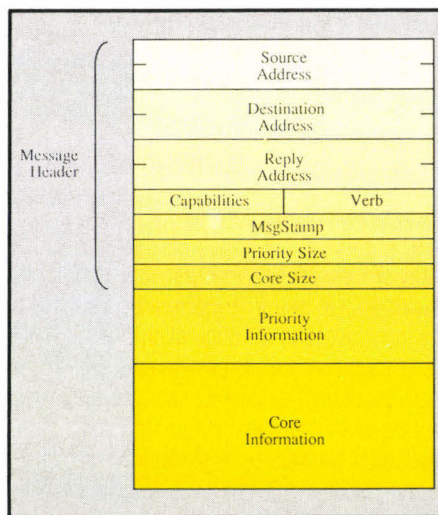 Source
Address
Destination
Address
Message
Header
Reply
Address
Capabilities Verb
MsgStamp
Priority Size
Core Size
Priority
Information
Core
Information